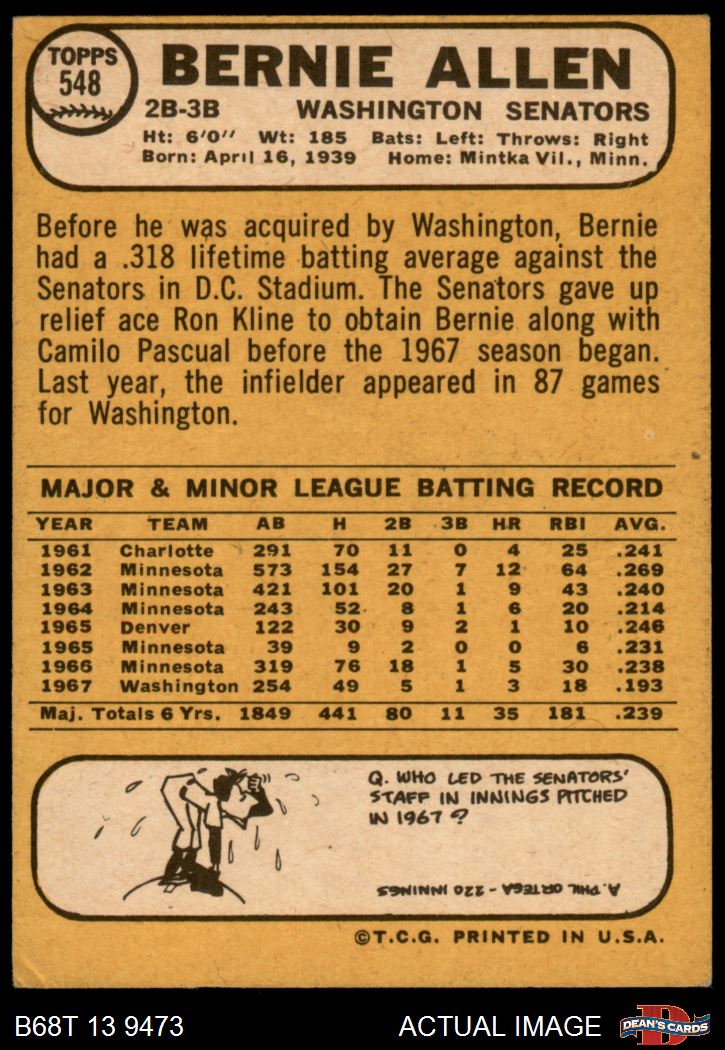 TOPPS
548
BERNIE ALLEN
2B-3B WASHINGTON SENATORS
Ht: 6'0" Wt: 185 Bats: Left: Throws: Right
Born: April 16, 1939 Home: Mintka Vil., Minn.
Before he was acquired by Washington, Bernie
had a .318 lifetime batting average against the
Senators in D.C. Stadium. The Senators gave up
relief ace Ron Kline to obtain Bernie along with
Camilo Pascual before the 1967 season began.
Last year, the infielder appeared in 87 games
for Washington.
MAJOR & MINOR LEAGUE BATTING RECORD
YEAR TEAM AB H 2B 3B HR RBI AVG.
1961 Charlotte 291 70 11 0 4 25 .241
1962 Minnesota 573 154 27 7 12 64 .269
1963 Minnesota 421 101 20 1 9 43 .240
1964 Minnesota 243 52 8 1 6 20 .214
1965 Denver 122 30 9 2 1 10 .246
1965 Minnesota 39 9 2 0 0 6 .231
1966 Minnesota 319 76 18 1 5 30 .238
1967 Washington 254 49 5 1 3 18 .193
Maj. Totals 6 Yrs. 1849 441 80 11 35 181 .239
Q. WHO LED THE SENATORS'
STAFF IN INNINGS PITCHED
IN 1967?
A. PHIL ORTEGA - 220 INNINGS
©T.C.G. PRINTED IN U.S.A.
B68T 13 9473 ACTUAL IMAGE
DEAN'S CARDS